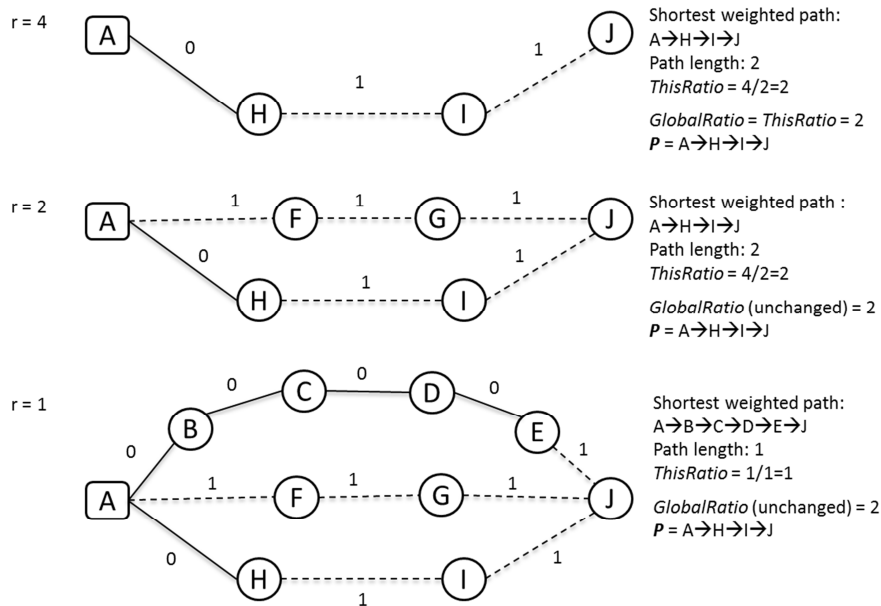 r = 4
A
0
H
1
I
1
J
Shortest weighted path:
A→H→I→J
Path length: 2
ThisRatio = 4/2=2
GlobalRatio = ThisRatio = 2
P = A→H→I→J
r = 2
A
1
F
1
G
1
J
0
H
1
I
1
Shortest weighted path :
A→H→I→J
Path length: 2
ThisRatio = 4/2=2
GlobalRatio (unchanged) = 2
P = A→H→I→J
r = 1
0
B
0
C
0
D
0
E
1
A
1
F
1
G
1
J
0
H
1
I
1
Shortest weighted path:
A→B→C→D→E→J
Path length: 1
ThisRatio = 1/1=1
GlobalRatio (unchanged) = 2
P = A→H→I→J